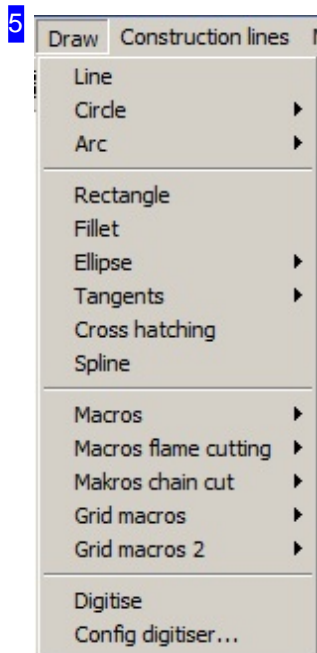 5
Draw Construction lines
Line
Circle
Arc
Rectangle
Fillet
Ellipse
Tangents
Cross hatching
Spline
Macros
Macros flame cutting
Makros chain cut
Grid macros
Grid macros 2
Digitise
Config digitiser...